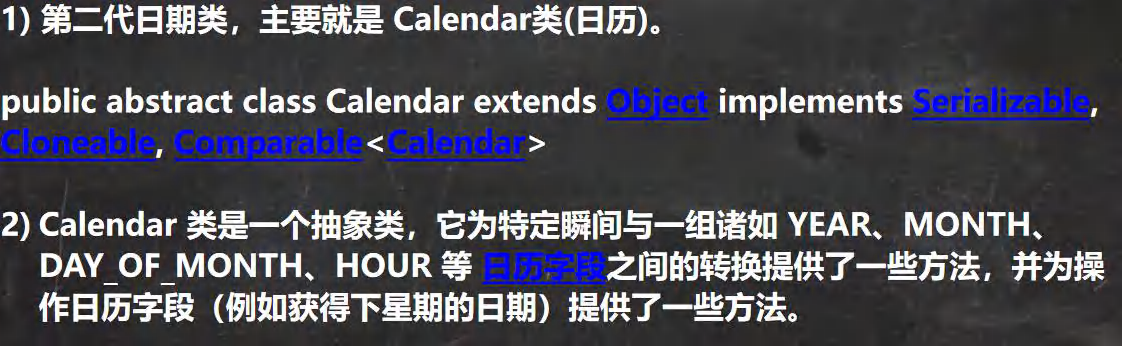 1) 第二代日期类，主要就是 Calendar类(日历)。
public abstract class Calendar extends Object implements Serializable,
Cloneable, Comparable<Calendar>
2) Calendar 类是一个抽象类，它为特定瞬间与一组诸如 YEAR、MONTH、
DAY_OF_MONTH、HOUR 等 日历字段之间的转换提供了一些方法，并为操
作日历字段（例如获得下星期的日期）提供了一些方法。